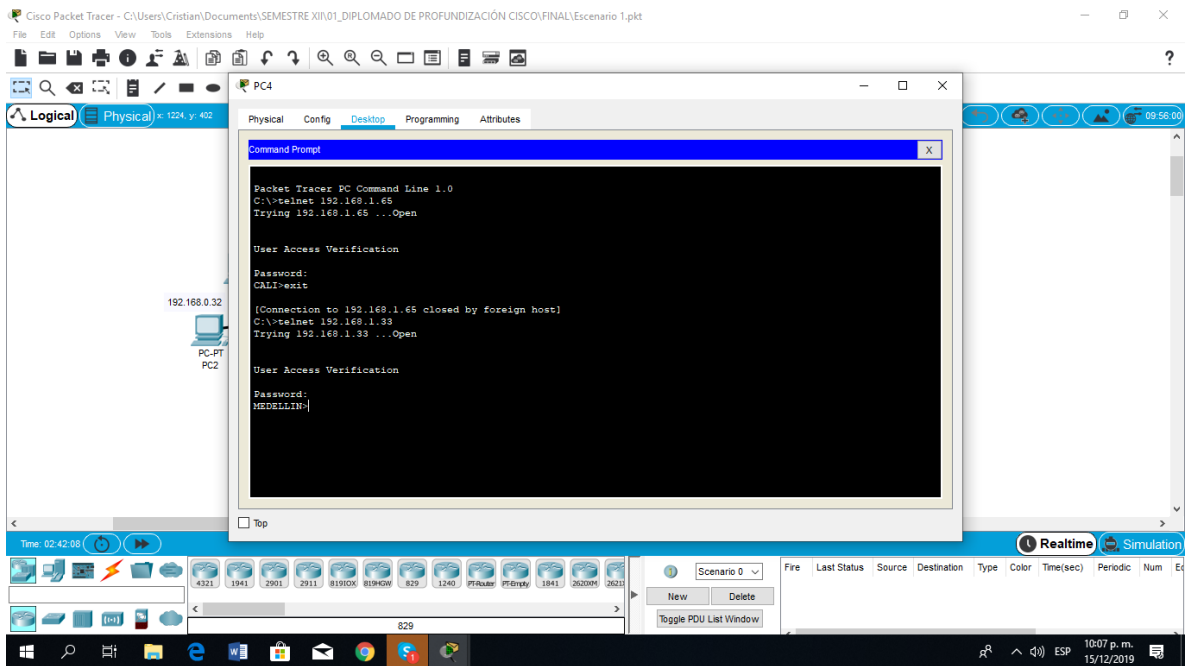 Cisco Packet Tracer - C:\Users\Cristian\Documents\SEMESTRE XII\01_DIPLOMADO DE PROFUNDIZACIÓN CISCO\FINAL\Escenario 1.pkt
File Edit Options View Tools Extensions Help
?
PC4
Logical Physical x: 1224, y: 402
09:56:00
Physical Config Desktop Programming Attributes
Command Prompt
X
Packet Tracer PC Command Line 1.0
C:\>telnet 192.168.1.65
Trying 192.168.1.65 ...Open
User Access Verification
Password:
CALI>exit
[Connection to 192.168.1.65 closed by foreign host]
C:\>telnet 192.168.1.33
Trying 192.168.1.33 ...Open
User Access Verification
Password:
MEDELLIN>
192.168.0.32
PC-PT
PC2
Top
Time: 02:42:08
Realtime Simulation
4321 1941 2901 2911 819IOX 819HGW 829 1240 PT-Router PT-Empty 1841 2620XM 2621X
829
Scenario 0
New Delete
Toggle PDU List Window
Fire Last Status Source Destination Type Color Time(sec) Periodic Num Ed
ESP
10:07 p. m.
15/12/2019